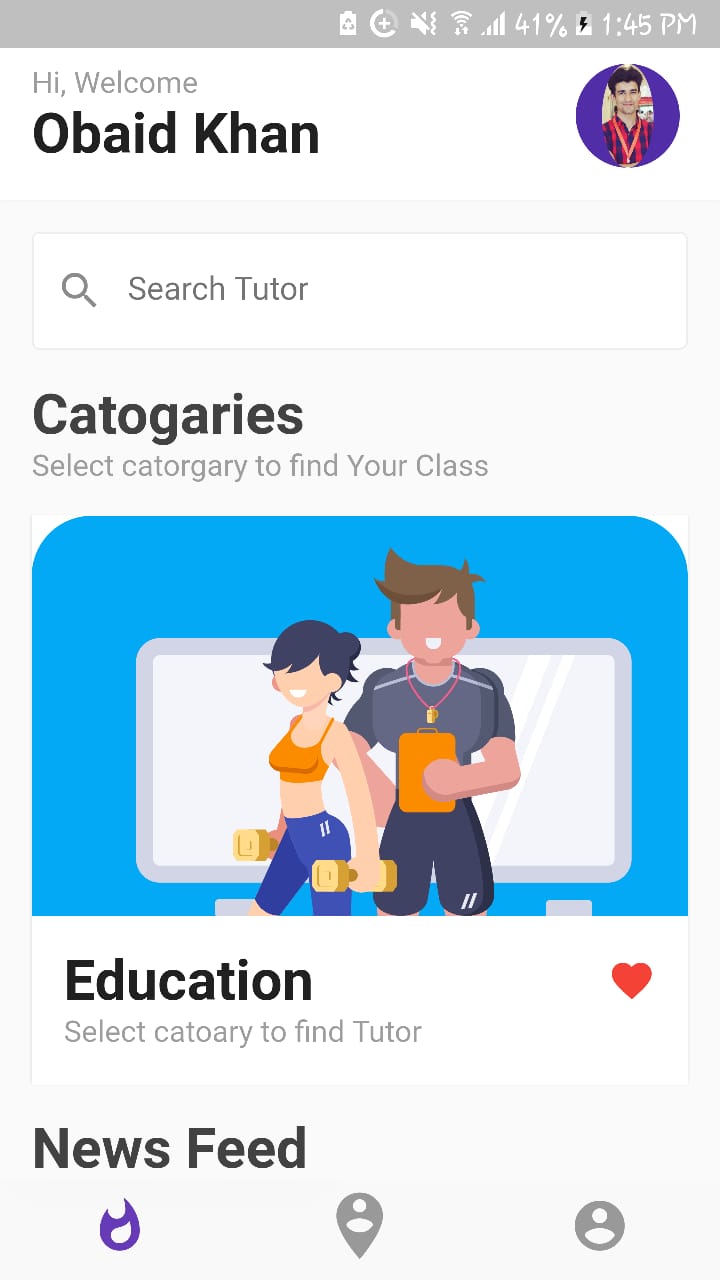 41% 1:45 PM
Hi, Welcome
Obaid Khan
Search Tutor
Catogaries
Select catorgary to find Your Class
Education
Select catoary to find Tutor
News Feed